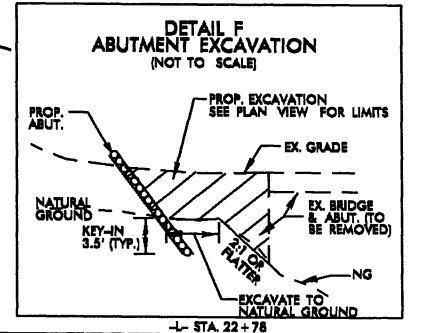 DETAIL F
ABUTMENT EXCAVATION
(NOT TO SCALE)
PROP.
ABUT.
PROP. EXCAVATION
SEE PLAN VIEW FOR LIMITS
EX. GRADE
NATURAL
GROUND
KEY-IN
3.5' (TYP.)
2:1 OR
FLATTER
EX. BRIDGE
& ABUT. (TO
BE REMOVED)
NG
EXCAVATE TO
NATURAL GROUND
-L- STA. 22+78